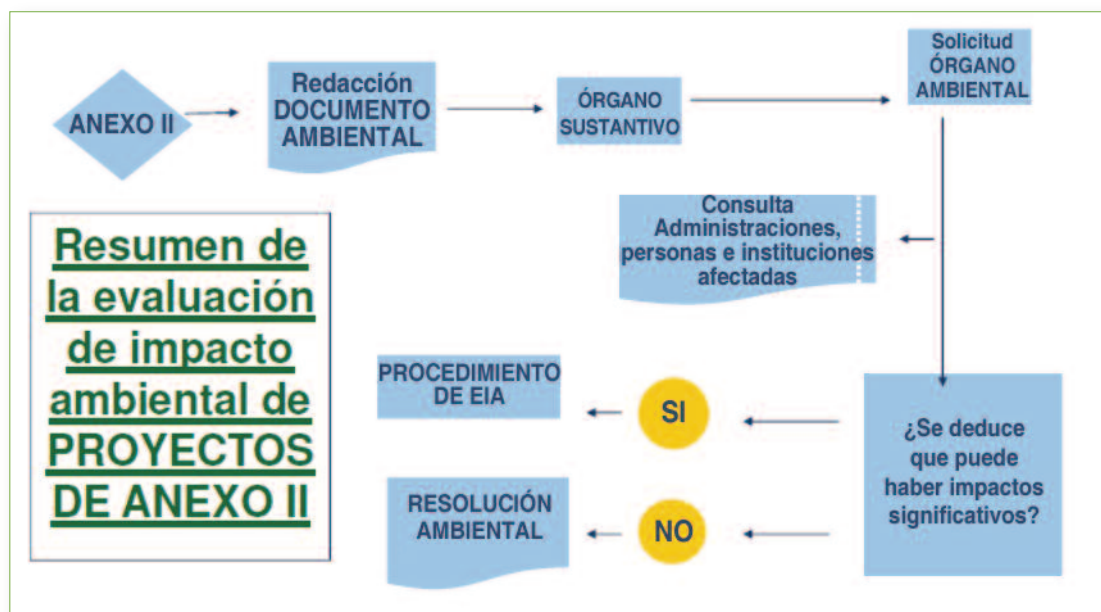 ANEXO II
Redacción
DOCUMENTO
AMBIENTAL
ÓRGANO
SUSTANTIVO
Solicitud
ÓRGANO
AMBIENTAL
Consulta
Administraciones,
personas e instituciones
afectadas
Resumen de
la evaluación
de impacto
ambiental de
PROYECTOS
DE ANEXO II
¿Se deduce
que puede
haber impactos
significativos?
SI
PROCEDIMIENTO
DE EIA
NO
RESOLUCIÓN
AMBIENTAL